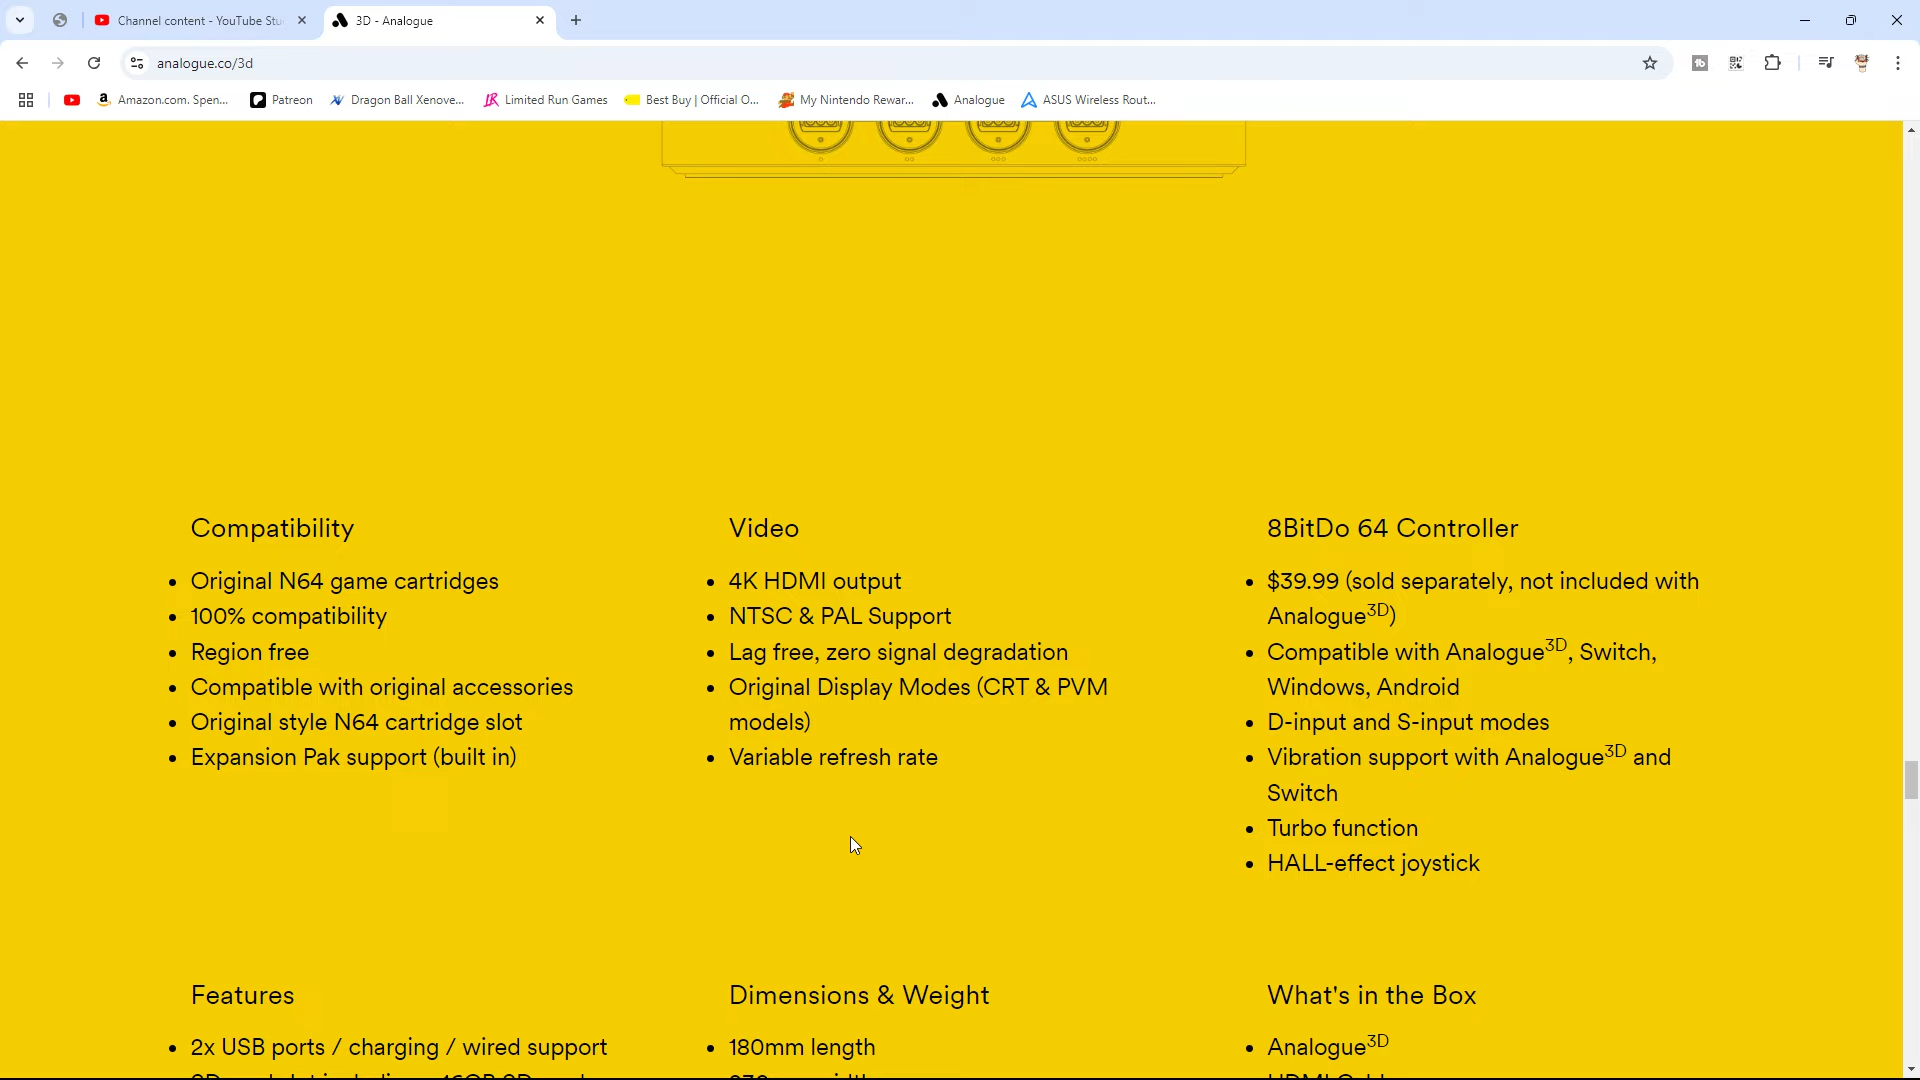 Channel content - YouTube Stu
3D - Analogue
analogue.co/3d
Amazon.com. Spen...
Patreon
Dragon Ball Xenove...
LR Limited Run Games
Best Buy | Official O...
My Nintendo Rewar...
Analogue
ASUS Wireless Rout...
Compatibility
Original N64 game cartridges
100% compatibility
Region free
Compatible with original accessories
Original style N64 cartridge slot
Expansion Pak support (built in)
Video
4K HDMI output
NTSC & PAL Support
Lag free, zero signal degradation
Original Display Modes (CRT & PVM
models)
Variable refresh rate
8BitDo 64 Controller
$39.99 (sold separately, not included with
Analogue3D)
Compatible with Analogue3D, Switch,
Windows, Android
D-input and S-input modes
Vibration support with Analogue3D and
Switch
Turbo function
HALL-effect joystick
Features
2x USB ports / charging / wired support
Dimensions & Weight
180mm length
What's in the Box
Analogue3D